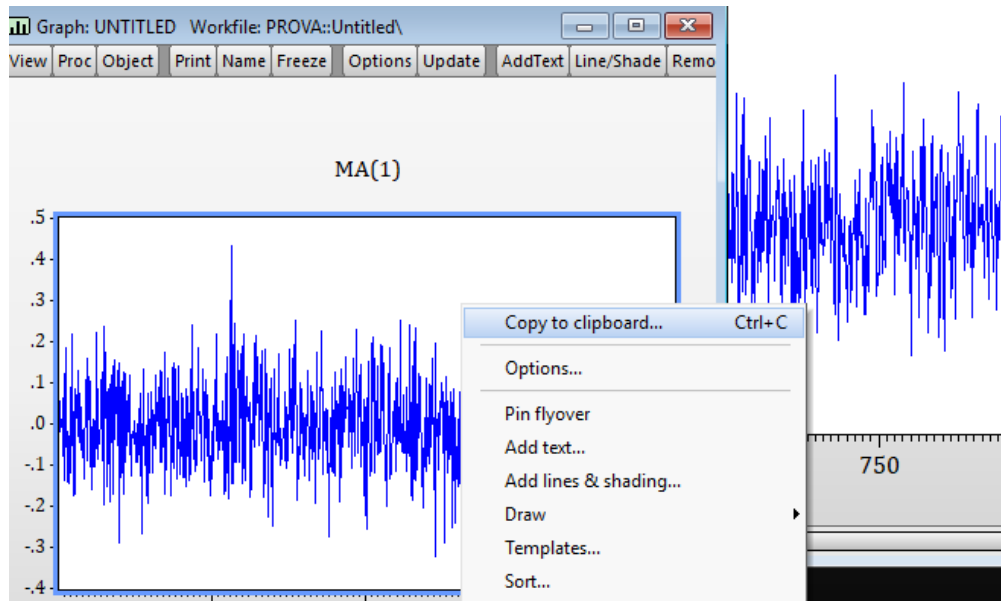 Graph: UNTITLED Workfile: PROVA::Untitled\
View Proc Object Print Name Freeze Options Update AddText Line/Shade Remo
MA(1)
.5
.4
.3
.2
.1
.0
-.1
-.2
-.3
-.4
Copy to clipboard... Ctrl+C
Options...
Pin flyover
Add text...
Add lines & shading...
Draw
Templates...
Sort...
750